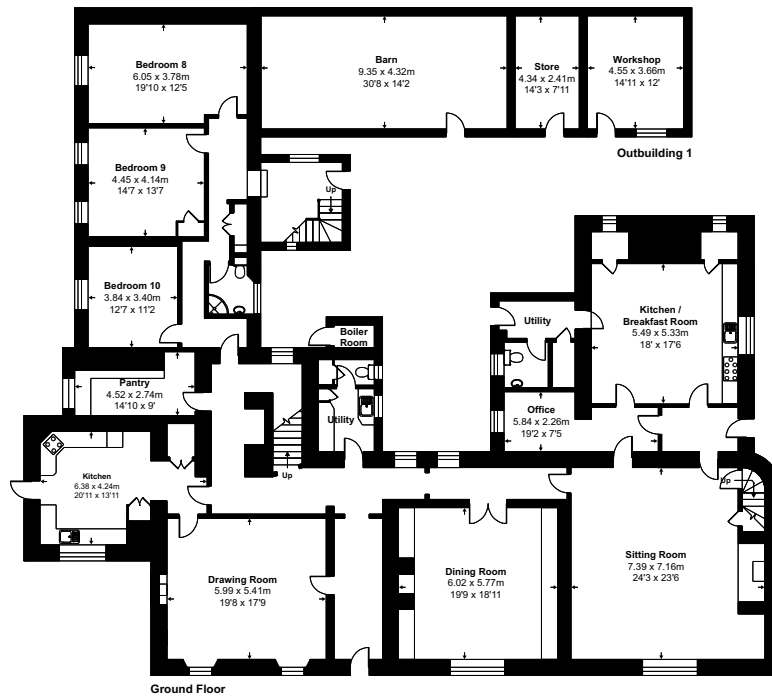 Bedroom 8
6.05 x 3.78m
19'10 x 12'5
Barn
9.35 x 4.32m
30'8 x 14'2
Store
4.34 x 2.41m
14'3 x 7'11
Workshop
4.55 x 3.66m
14'11 x 12'
Outbuilding 1
Bedroom 9
4.45 x 4.14m
14'7 x 13'7
Up
Bedroom 10
3.84 x 3.40m
12'7 x 11'2
Boiler
Room
Utility
Kitchen /
Breakfast Room
5.49 x 5.33m
18' x 17'6
Pantry
4.52 x 2.74m
14'10 x 9'
Utility
Office
5.84 x 2.26m
19'2 x 7'5
Kitchen
6.38 x 4.24m
20'11 x 13'11
Up
Up
Drawing Room
5.99 x 5.41m
19'8 x 17'9
Dining Room
6.02 x 5.77m
19'9 x 18'11
Sitting Room
7.39 x 7.16m
24'3 x 23'6
Ground Floor